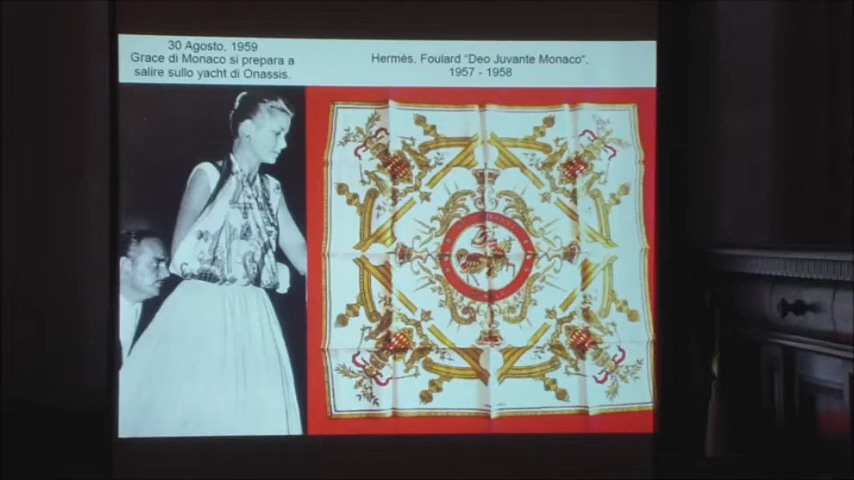 30 Agosto, 1959
Grace di Monaco si prepara a
salire sullo yacht di Onassis.
Hermès, Foulard "Deo Juvante Monaco".
1957 - 1958